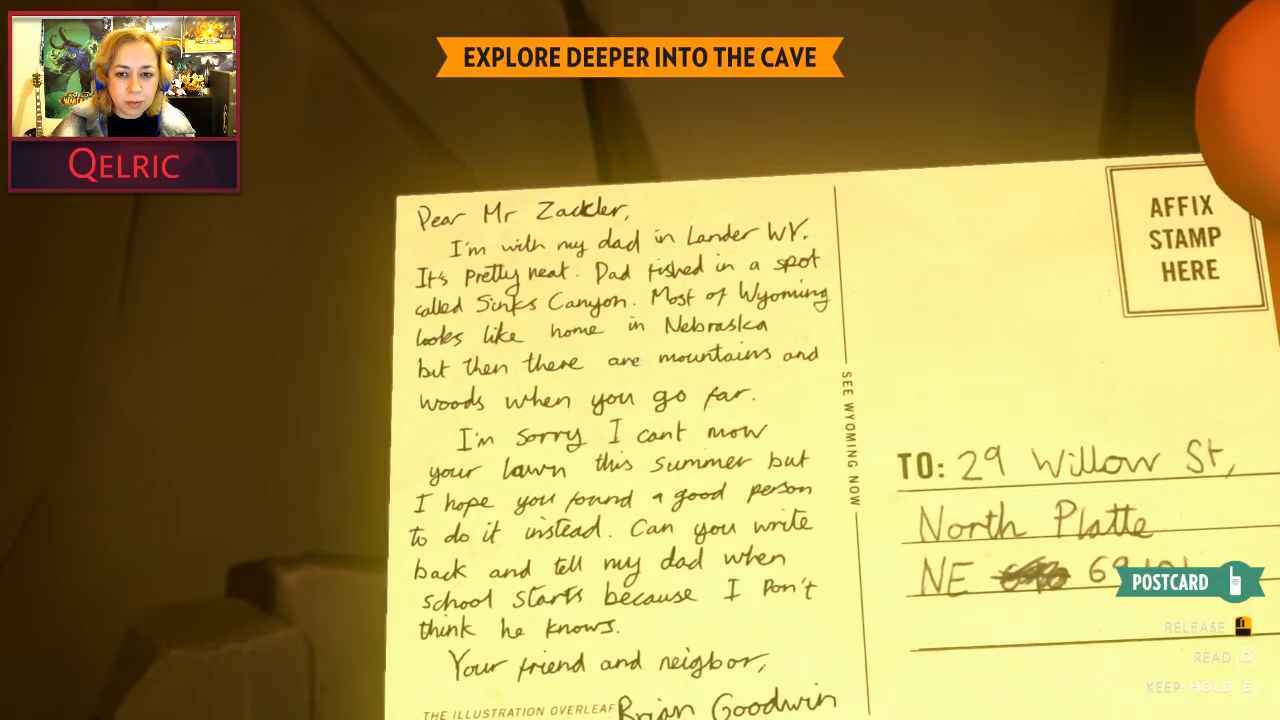 EXPLORE DEEPER INTO THE CAVE
QELRIC
Dear Mr Zackler,
I'm with my dad in Lander WY.
It's Pretty neat. Dad fished in a spot
called Sinks Canyon. Most of Wyoming
looks like home in Nebraska
but then there are mountains and
woods when you go far.
I'm sorry I cant mow
your lawn this summer but
I hope you found a good person
to do it instead. Can you write
back and tell my dad when
school starts because I Don't
think he knows.
Your friend and neigbor,
Brian Goodwin
THE ILLUSTRATION OVERLEAF
SEE WYOMING NOW
AFFIX
STAMP
HERE
TO: 29 Willow St,
North Platte
NE
POSTCARD
RELEASE
READ Q
KEEP: HOLD E